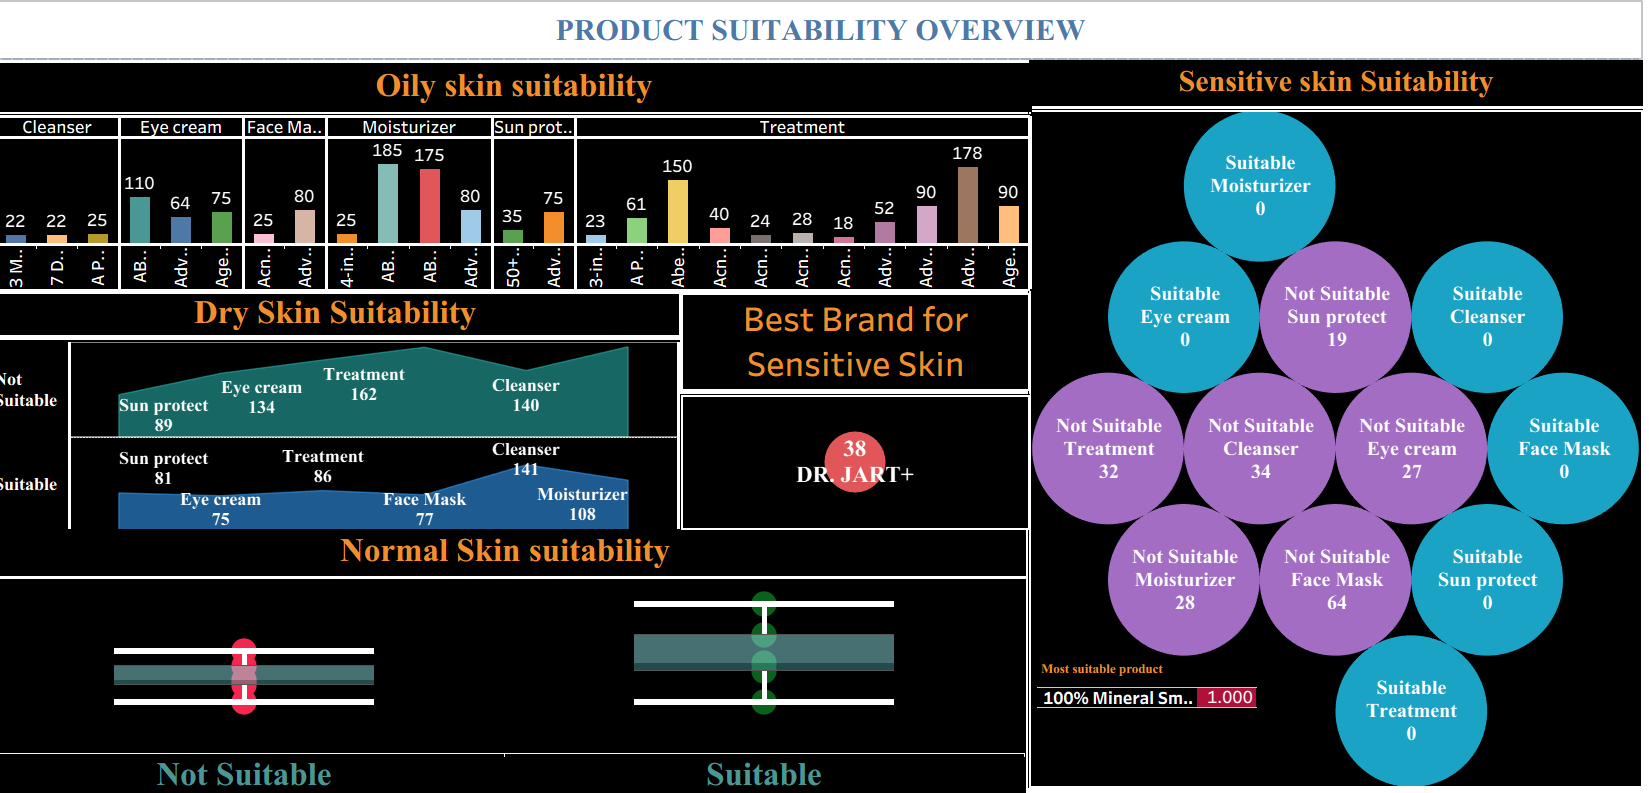 PRODUCT SUITABILITY OVERVIEW
Oily skin suitability
Cleanser Eye cream Face Ma.. Moisturizer Sun prot.. Treatment
22 22 25 110 64 75 25 80 25 185 175 80 35 75 23 61 150 40 24 28 18 52 90 178 90
3 M.. 7 D.. A P.. AB.. Adv.. Age.. Acn.. Adv.. 4-in.. AB.. AB.. Adv.. 50+.. Adv.. 3-in.. A P.. Abe.. Acn.. Acn.. Acn.. Acn.. Adv.. Adv.. Adv.. Age..
Dry Skin Suitability
Not
Suitable
Sun protect
89
Eye cream
134
Treatment
162
Cleanser
140
Suitable
Sun protect
81
Eye cream
75
Treatment
86
Face Mask
77
Cleanser
141
Moisturizer
108
Best Brand for
Sensitive Skin
38
DR. JART+
Normal Skin suitability
Not Suitable
Suitable
Sensitive skin Suitability
Suitable
Moisturizer
0
Suitable
Eye cream
0
Not Suitable
Sun protect
19
Suitable
Cleanser
0
Not Suitable
Treatment
32
Not Suitable
Cleanser
34
Not Suitable
Eye cream
27
Suitable
Face Mask
0
Not Suitable
Moisturizer
28
Not Suitable
Face Mask
64
Suitable
Sun protect
0
Suitable
Treatment
0
Most suitable product
100% Mineral Sm.. 1.000